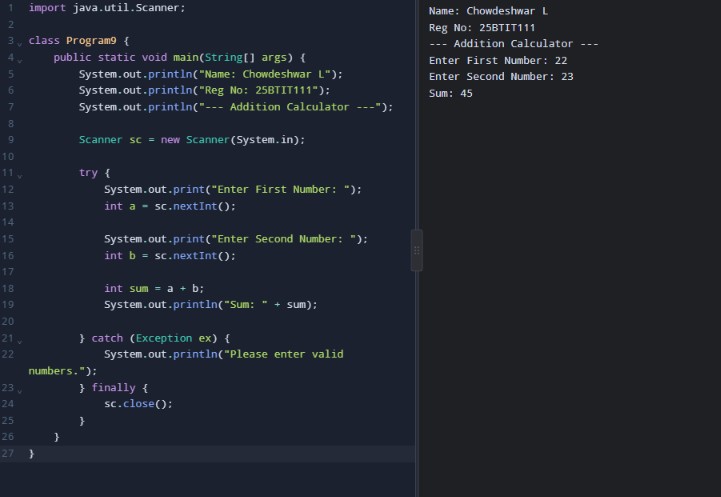 1 import java.util.Scanner;
2
3 class Program9 {
4     public static void main(String[] args) {
5         System.out.println("Name: Chowdeshwar L");
6         System.out.println("Reg No: 25BTIT111");
7         System.out.println("--- Addition Calculator ---");
8
9         Scanner sc = new Scanner(System.in);
10
11         try {
12             System.out.print("Enter First Number: ");
13             int a = sc.nextInt();
14
15             System.out.print("Enter Second Number: ");
16             int b = sc.nextInt();
17
18             int sum = a + b;
19             System.out.println("Sum: " + sum);
20
21         } catch (Exception ex) {
22             System.out.println("Please enter valid
numbers.");
23         } finally {
24             sc.close();
25         }
26     }
27 }
Name: Chowdeshwar L
Reg No: 25BTIT111
--- Addition Calculator ---
Enter First Number: 22
Enter Second Number: 23
Sum: 45